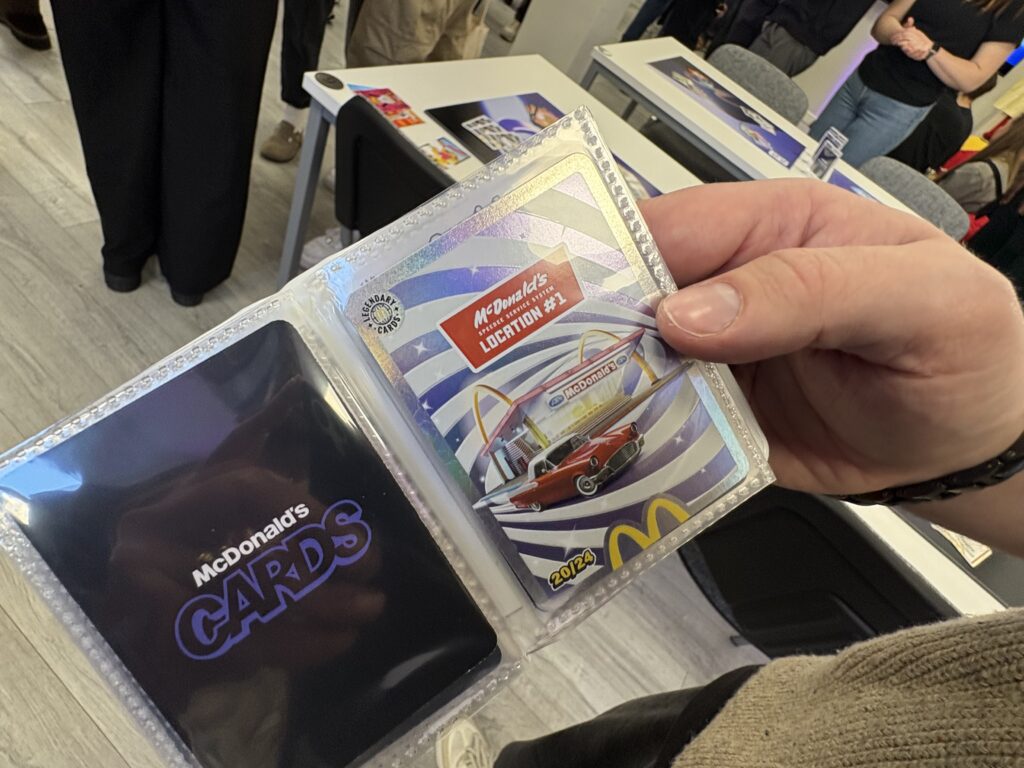 McDonald's
CARDS
LEGENDARY
CARDS
McDonald's
SPEEDEE SERVICE SYSTEM
LOCATION #1
McDonald's
20/24